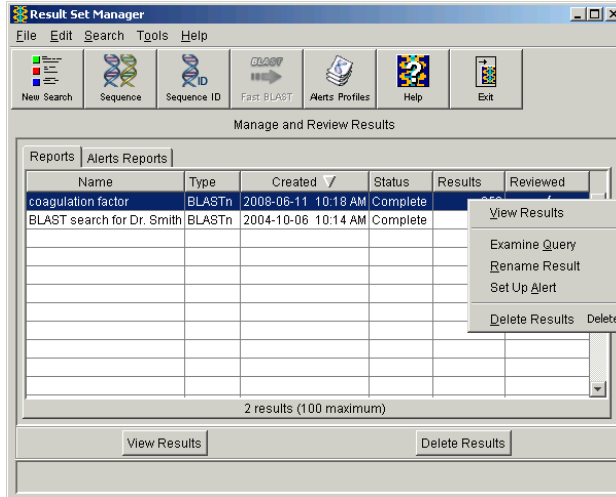 Result Set Manager
File Edit Search Tools Help
BLAST
ID
New Search Sequence Sequence ID Fast BLAST Alerts Profiles Help Exit
Manage and Review Results
Reports Alerts Reports
Name Type Created Status Results Reviewed
coagulation factor BLASTn 2008-06-11 10:18 AM Complete
BLAST search for Dr. Smith BLASTn 2004-10-06 10:14 AM Complete
View Results
Examine Query
Rename Result
Set Up Alert
Delete Results Delete
2 results (100 maximum)
View Results Delete Results